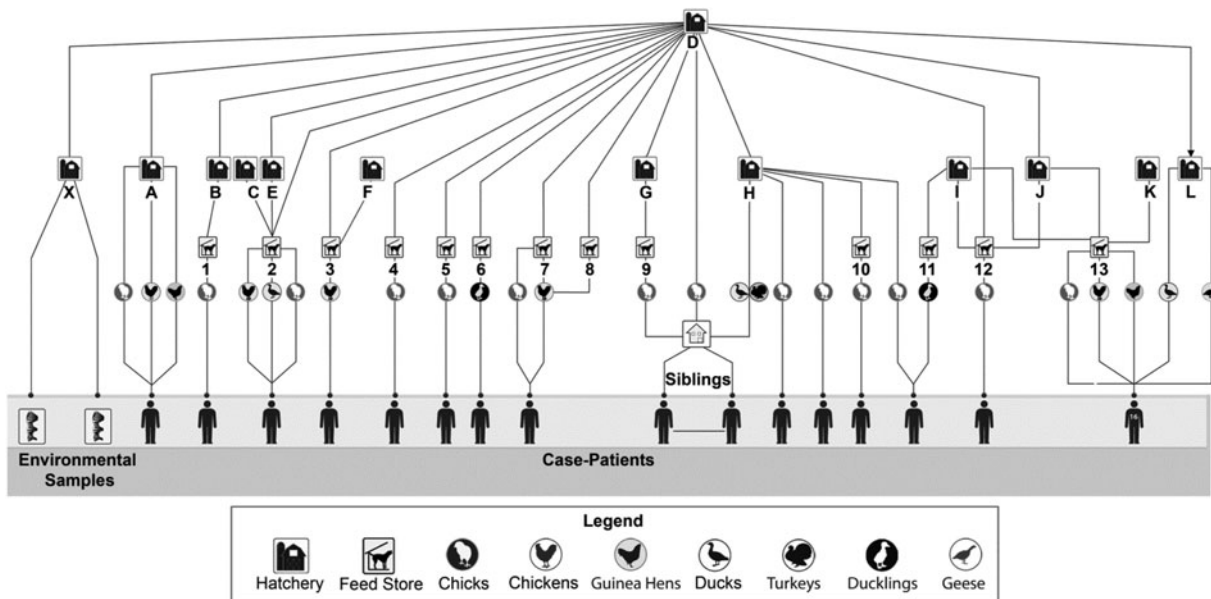 D
X A B C E F G H I J K L
1 2 3 4 5 6 7 8 9 10 11 12 13
Siblings
16
Environmental Samples
Case-Patients
Legend
Hatchery Feed Store Chicks Chickens Guinea Hens Ducks Turkeys Ducklings Geese